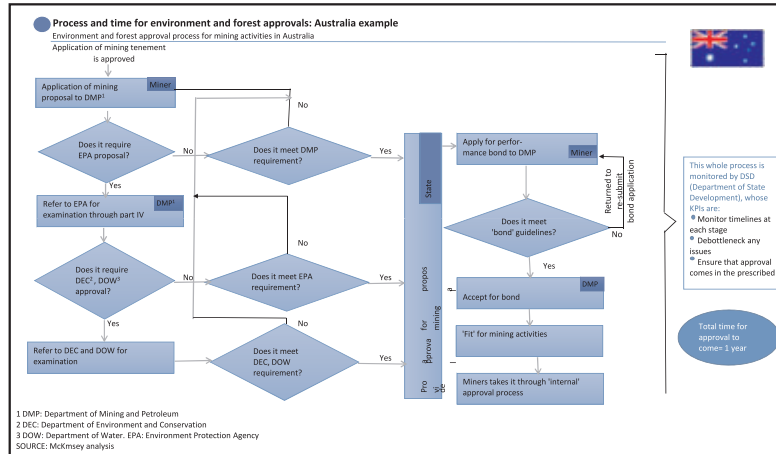 Process and time for environment and forest approvals: Australia example
Environment and forest approval process for mining activities in Australia
Application of mining tenement
is approved
Application of mining
proposal to DMP¹
Miner
No
No
Does it require
EPA proposal?
No
Does it meet DMP
requirement?
Yes
Yes
Refer to EPA for
examination through part IV
DMP¹
No
Does it require
DEC², DOW³
approval?
No
Does it meet EPA
requirement?
Yes
Yes
No
Refer to DEC and DOW for
examination
Does it meet
DEC, DOW
requirement?
Yes
State
Pro
vi
de
a
pprova
l
for
mining
propos
a
l
Apply for perfor-
mance bond to DMP
Miner
Returned to
re-submit
bond application
Does it meet
'bond' guidelines?
No
Yes
Accept for bond
DMP
'Fit' for mining activities
Miners takes it through 'internal'
approval process
This whole process is
monitored by DSD
(Department of State
Development), whose
KPIs are:
Monitor timelines at
each stage
Debottleneck any
issues
Ensure that approval
comes in the prescribed
Total time for
approval to
come= 1 year
1 DMP: Department of Mining and Petroleum
2 DEC: Department of Environment and Conservation
3 DOW: Department of Water. EPA: Environment Protection Agency
SOURCE: McKmsey analysis